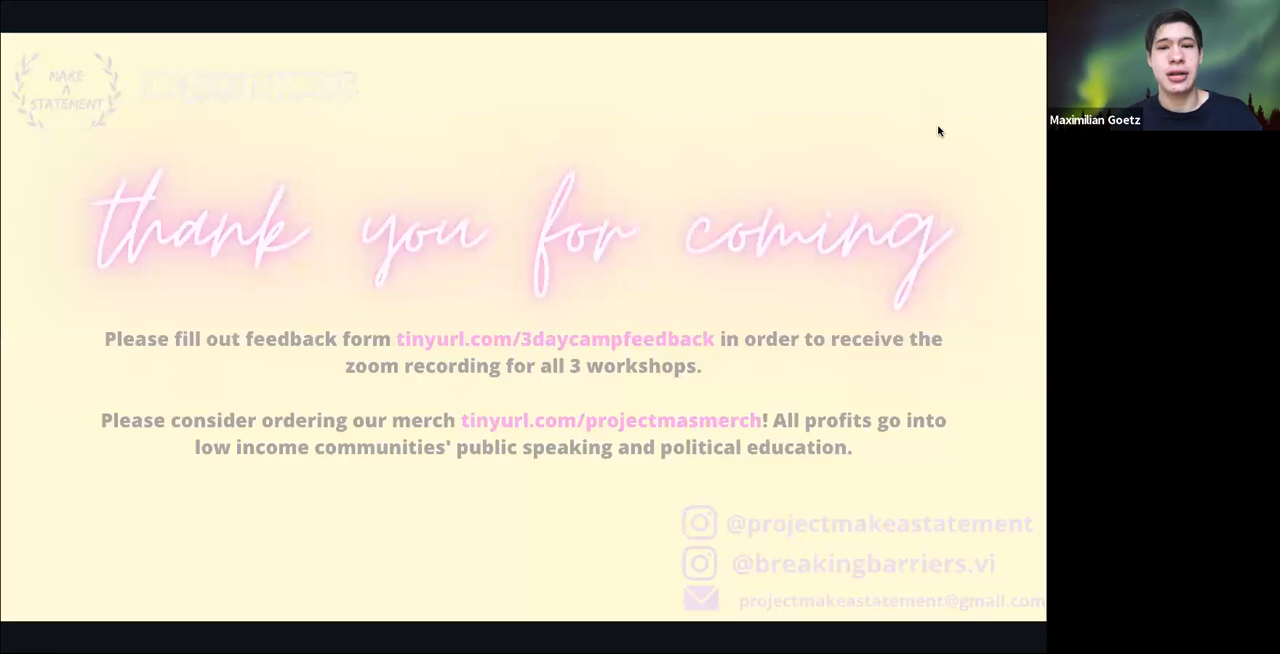 MAKE
A
STATEMENT
thank you for coming
Please fill out feedback form tinyurl.com/3daycampfeedback in order to receive the
zoom recording for all 3 workshops.
Please consider ordering our merch tinyurl.com/projectmasmerch! All profits go into
low income communities' public speaking and political education.
@projectmakeastatement
@breakingbarriers.vi
projectmakeastatement@gmail.com
Maximilian Goetz